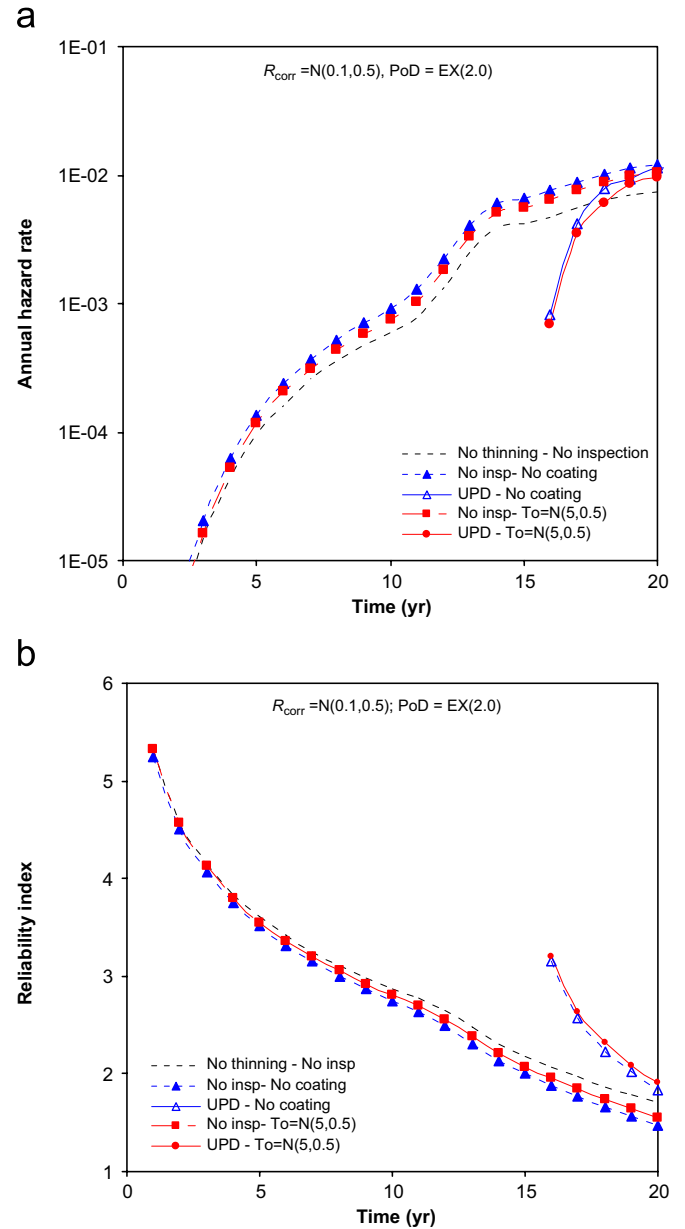 a
1E-01
R_corr =N(0.1,0.5), PoD = EX(2.0)
1E-02
1E-03
1E-04
1E-05
Annual hazard rate
No thinning - No inspection
No insp- No coating
UPD - No coating
No insp- To=N(5,0.5)
UPD - To=N(5,0.5)
0 5 10 15 20
Time (yr)
b
6
R_corr =N(0.1,0.5); PoD = EX(2.0)
5
4
3
2
1
Reliability index
No thinning - No insp
No insp- No coating
UPD - No coating
No insp- To=N(5,0.5)
UPD - To=N(5,0.5)
0 5 10 15 20
Time (yr)